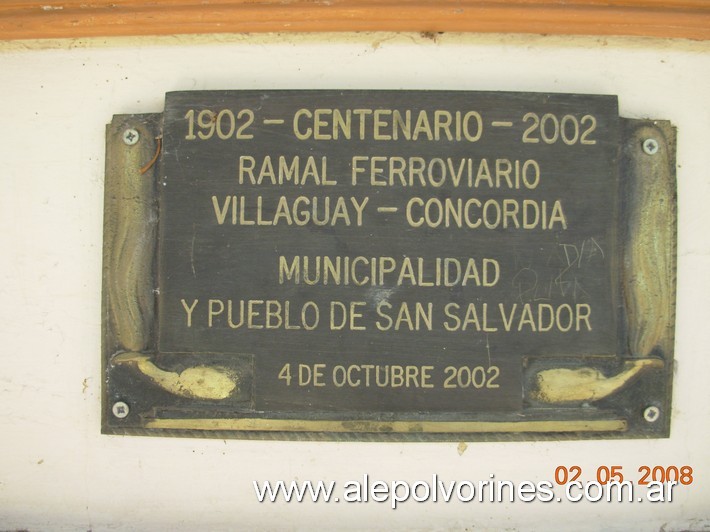 1902 – CENTENARIO – 2002
RAMAL FERROVIARIO
VILLAGUAY – CONCORDIA
MUNICIPALIDAD
Y PUEBLO DE SAN SALVADOR
4 DE OCTUBRE 2002
02.05.2008
www.alepolvorines.com.ar